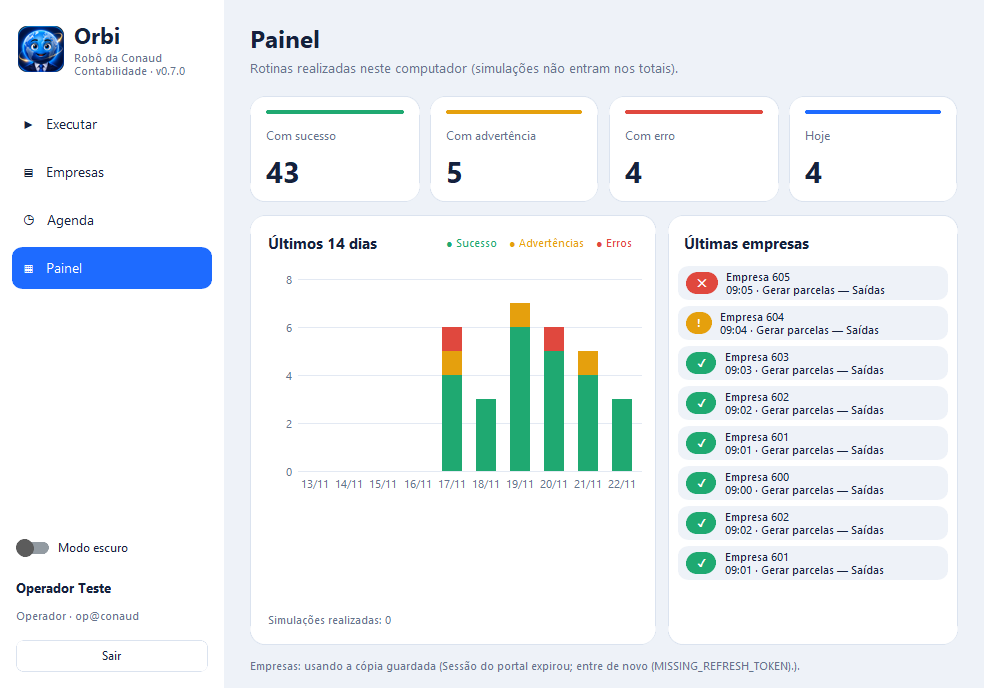 Orbi
Robô da Conaud
Contabilidade · v0.7.0
Executar
Empresas
Agenda
Painel
Modo escuro
Operador Teste
Operador · op@conaud
Sair
Painel
Rotinas realizadas neste computador (simulações não entram nos totais).
Com sucesso
43
Com advertência
5
Com erro
4
Hoje
4
Últimos 14 dias
Sucesso
Advertências
Erros
8
6
4
2
0
13/11 14/11 15/11 16/11 17/11 18/11 19/11 20/11 21/11 22/11
Simulações realizadas: 0
Últimas empresas
Empresa 605
09:05 · Gerar parcelas — Saídas
Empresa 604
09:04 · Gerar parcelas — Saídas
Empresa 603
09:03 · Gerar parcelas — Saídas
Empresa 602
09:02 · Gerar parcelas — Saídas
Empresa 601
09:01 · Gerar parcelas — Saídas
Empresa 600
09:00 · Gerar parcelas — Saídas
Empresa 602
09:02 · Gerar parcelas — Saídas
Empresa 601
09:01 · Gerar parcelas — Saídas
Empresas: usando a cópia guardada (Sessão do portal expirou; entre de novo (MISSING_REFRESH_TOKEN).).